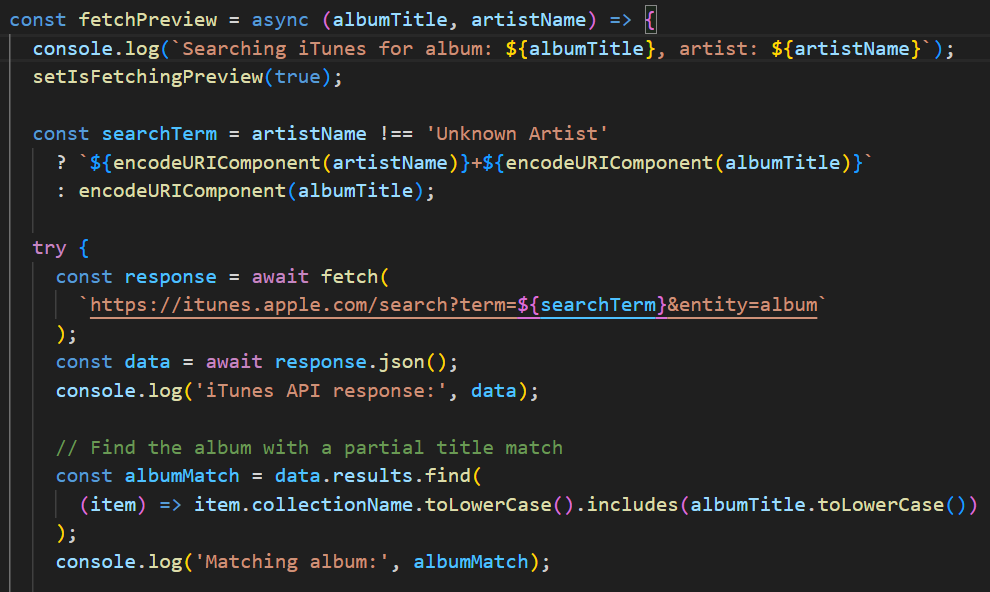 const fetchPreview = async (albumTitle, artistName) => {
console.log(`Searching iTunes for album: ${albumTitle}, artist: ${artistName}`);
setIsFetchingPreview(true);
const searchTerm = artistName !== 'Unknown Artist'
? `${encodeURIComponent(artistName)}+${encodeURIComponent(albumTitle)}`
: encodeURIComponent(albumTitle);
try {
const response = await fetch(
`https://itunes.apple.com/search?term=${searchTerm}&entity=album`
);
const data = await response.json();
console.log('iTunes API response:', data);
// Find the album with a partial title match
const albumMatch = data.results.find(
(item) => item.collectionName.toLowerCase().includes(albumTitle.toLowerCase())
);
console.log('Matching album:', albumMatch);